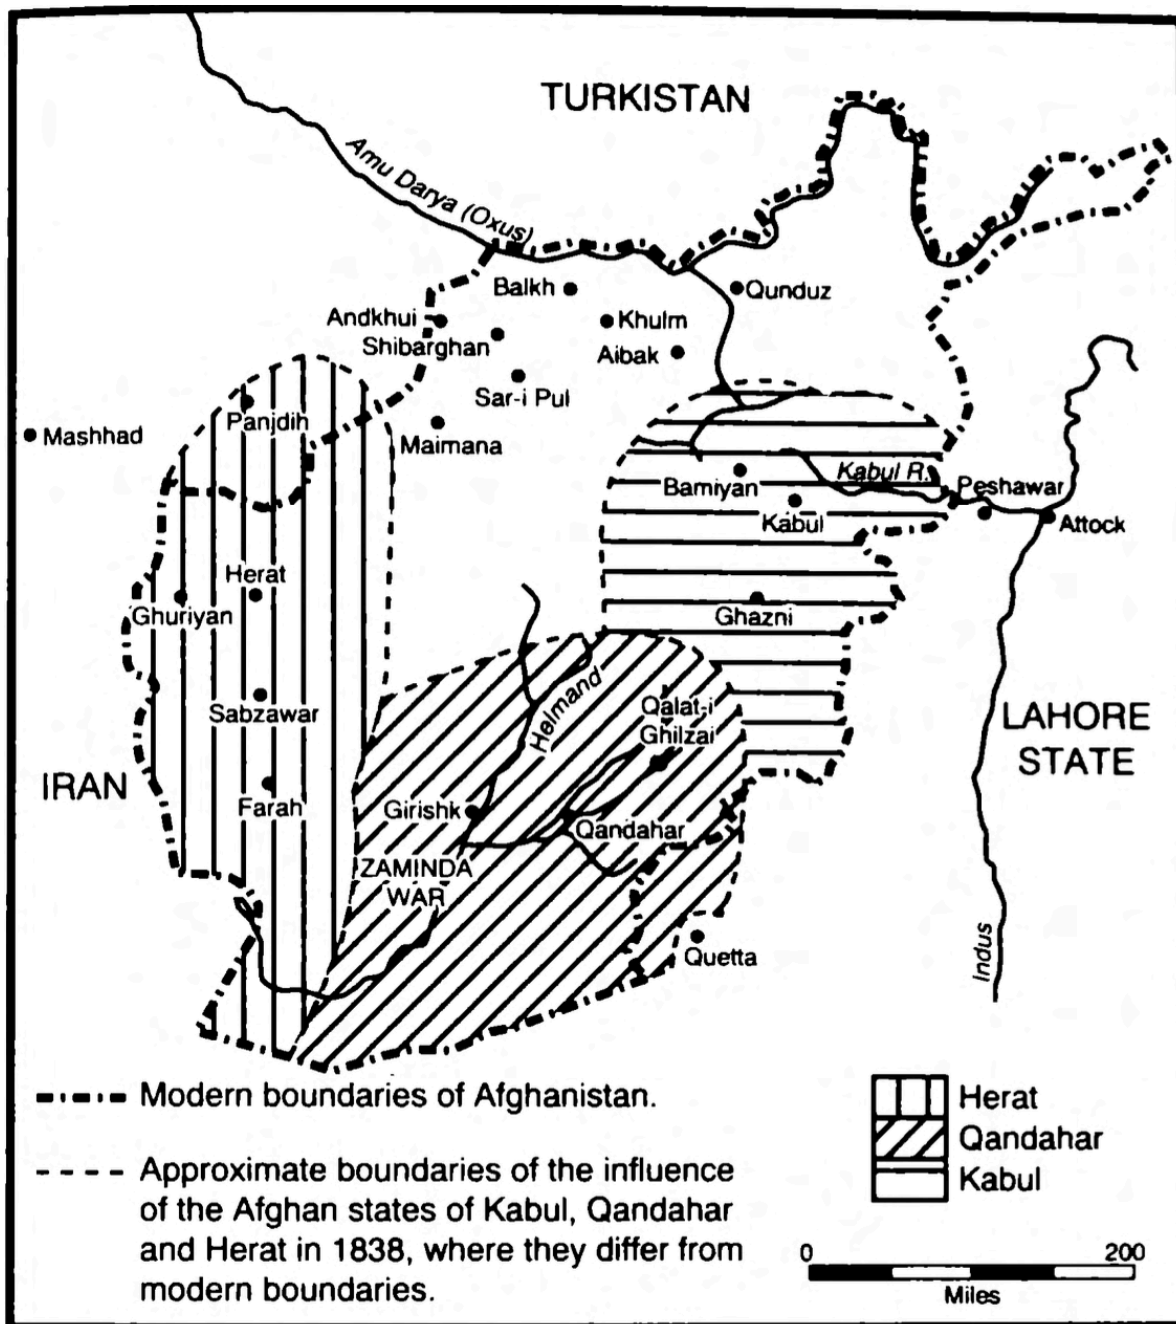 TURKISTAN
Amu Darya (Oxus)
Balkh
Qunduz
Andkhui
Khulm
Shibarghan
Aibak
Sar-i Pul
Panjdih
Mashhad
Maimana
Kabul R.
Bamiyan
Peshawar
Kabul
Attock
Herat
Ghuriyan
Ghazni
Helmand
Qalat-i
Ghilzai
Sabzawar
LAHORE
STATE
IRAN
Farah
Girishk
Qandahar
ZAMINDA
WAR
Quetta
Indus
Modern boundaries of Afghanistan.
Approximate boundaries of the influence
of the Afghan states of Kabul, Qandahar
and Herat in 1838, where they differ from
modern boundaries.
Herat
Qandahar
Kabul
0 200
Miles